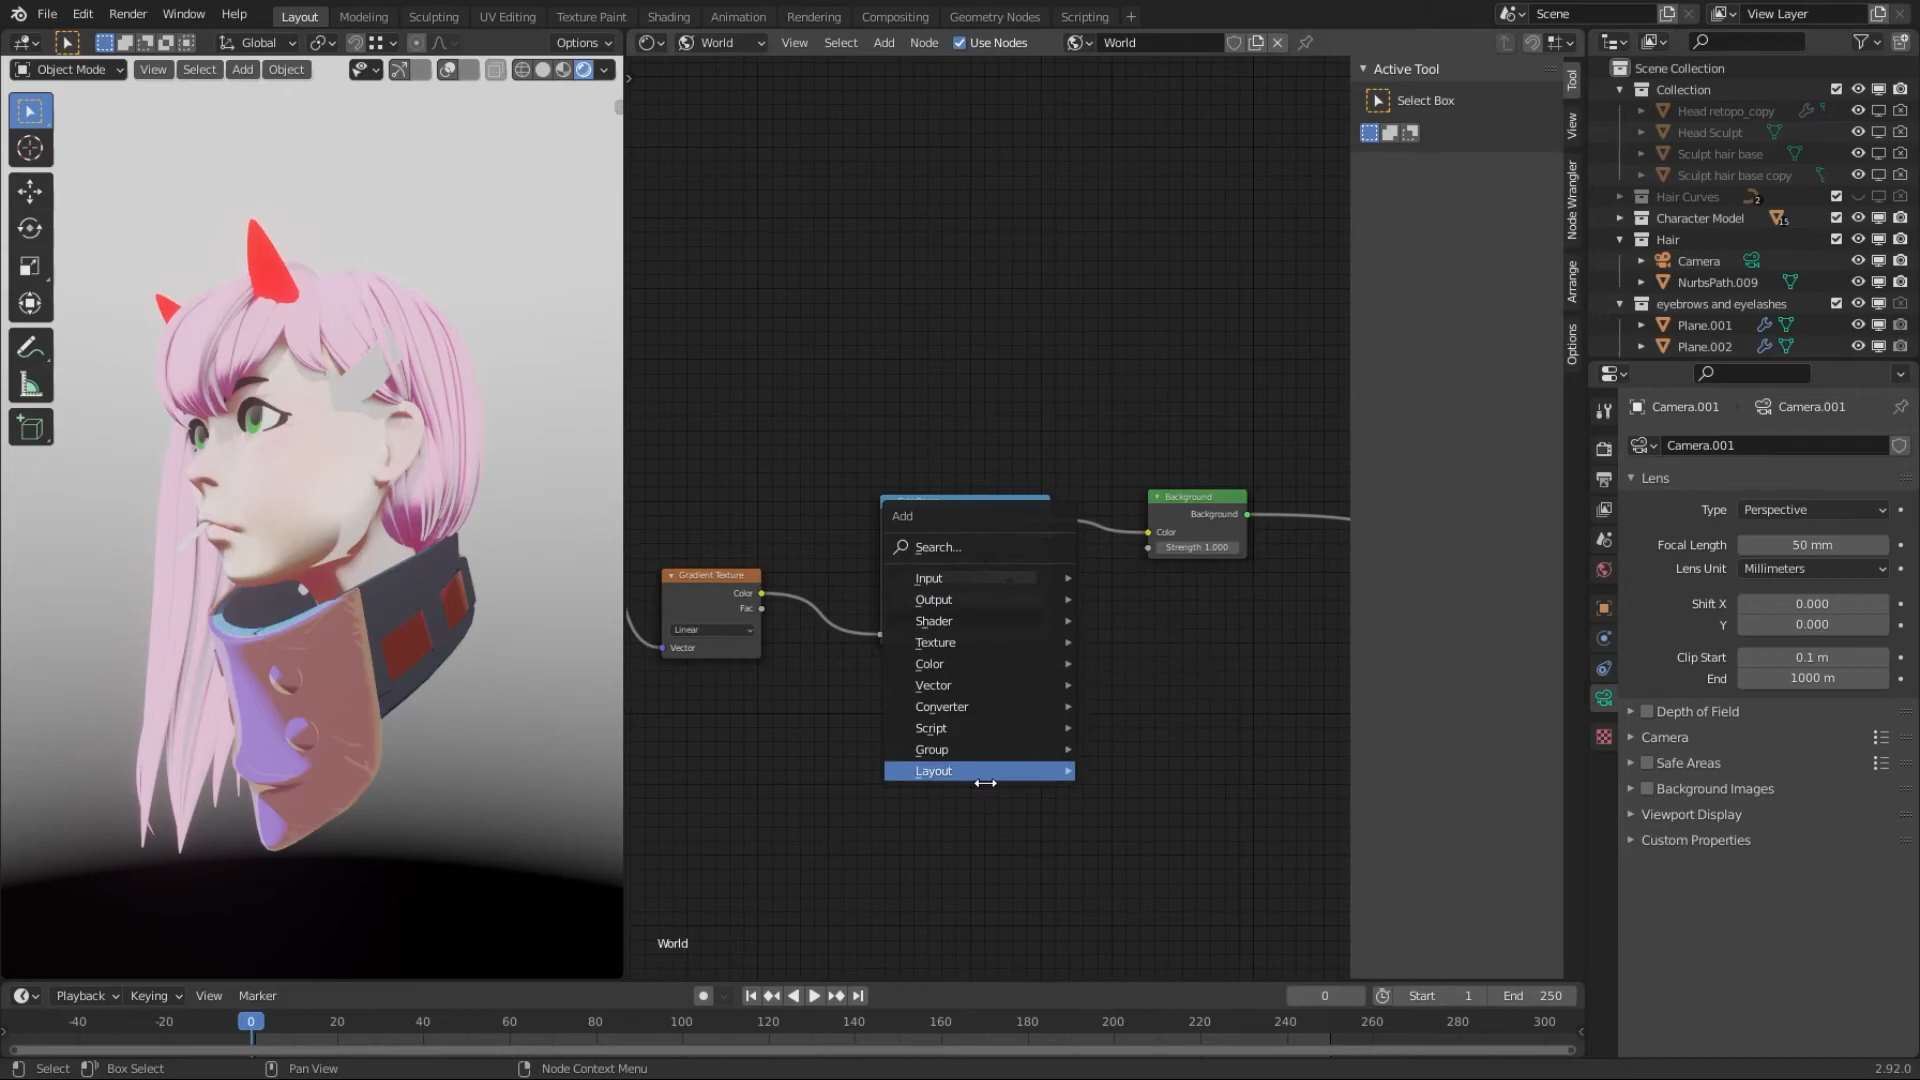 File Edit Render Window Help Layout Modeling Sculpting UV Editing Texture Paint Shading Animation Rendering Compositing Geometry Nodes Scripting + Scene View Layer
Global Options World View Select Add Node Use Nodes World
Object Mode View Select Add Object
Active Tool
Select Box
Tool
View
Node Wrangler
Arrange
Options
Scene Collection
Collection
Head retopo_copy
Head Sculpt
Sculpt hair base
Sculpt hair base copy
Hair Curves 2
Character Model 15
Hair
Camera
NurbsPath.009
eyebrows and eyelashes
Plane.001
Plane.002
Camera.001 Camera.001
Camera.001
Lens
Type Perspective
Focal Length 50 mm
Lens Unit Millimeters
Shift X 0.000
Y 0.000
Clip Start 0.1 m
End 1000 m
Depth of Field
Camera
Safe Areas
Background Images
Viewport Display
Custom Properties
Gradient Texture
Color
Fac
Linear
Vector
Add
Search...
Input
Output
Shader
Texture
Color
Vector
Converter
Script
Group
Layout
Background
Background
Color
Strength 1.000
World
Playback Keying View Marker 0 Start 1 End 250
-40 -20 0 20 40 60 80 100 120 140 160 180 200 220 240 260 280 300
Select Box Select Pan View Node Context Menu 2.92.0